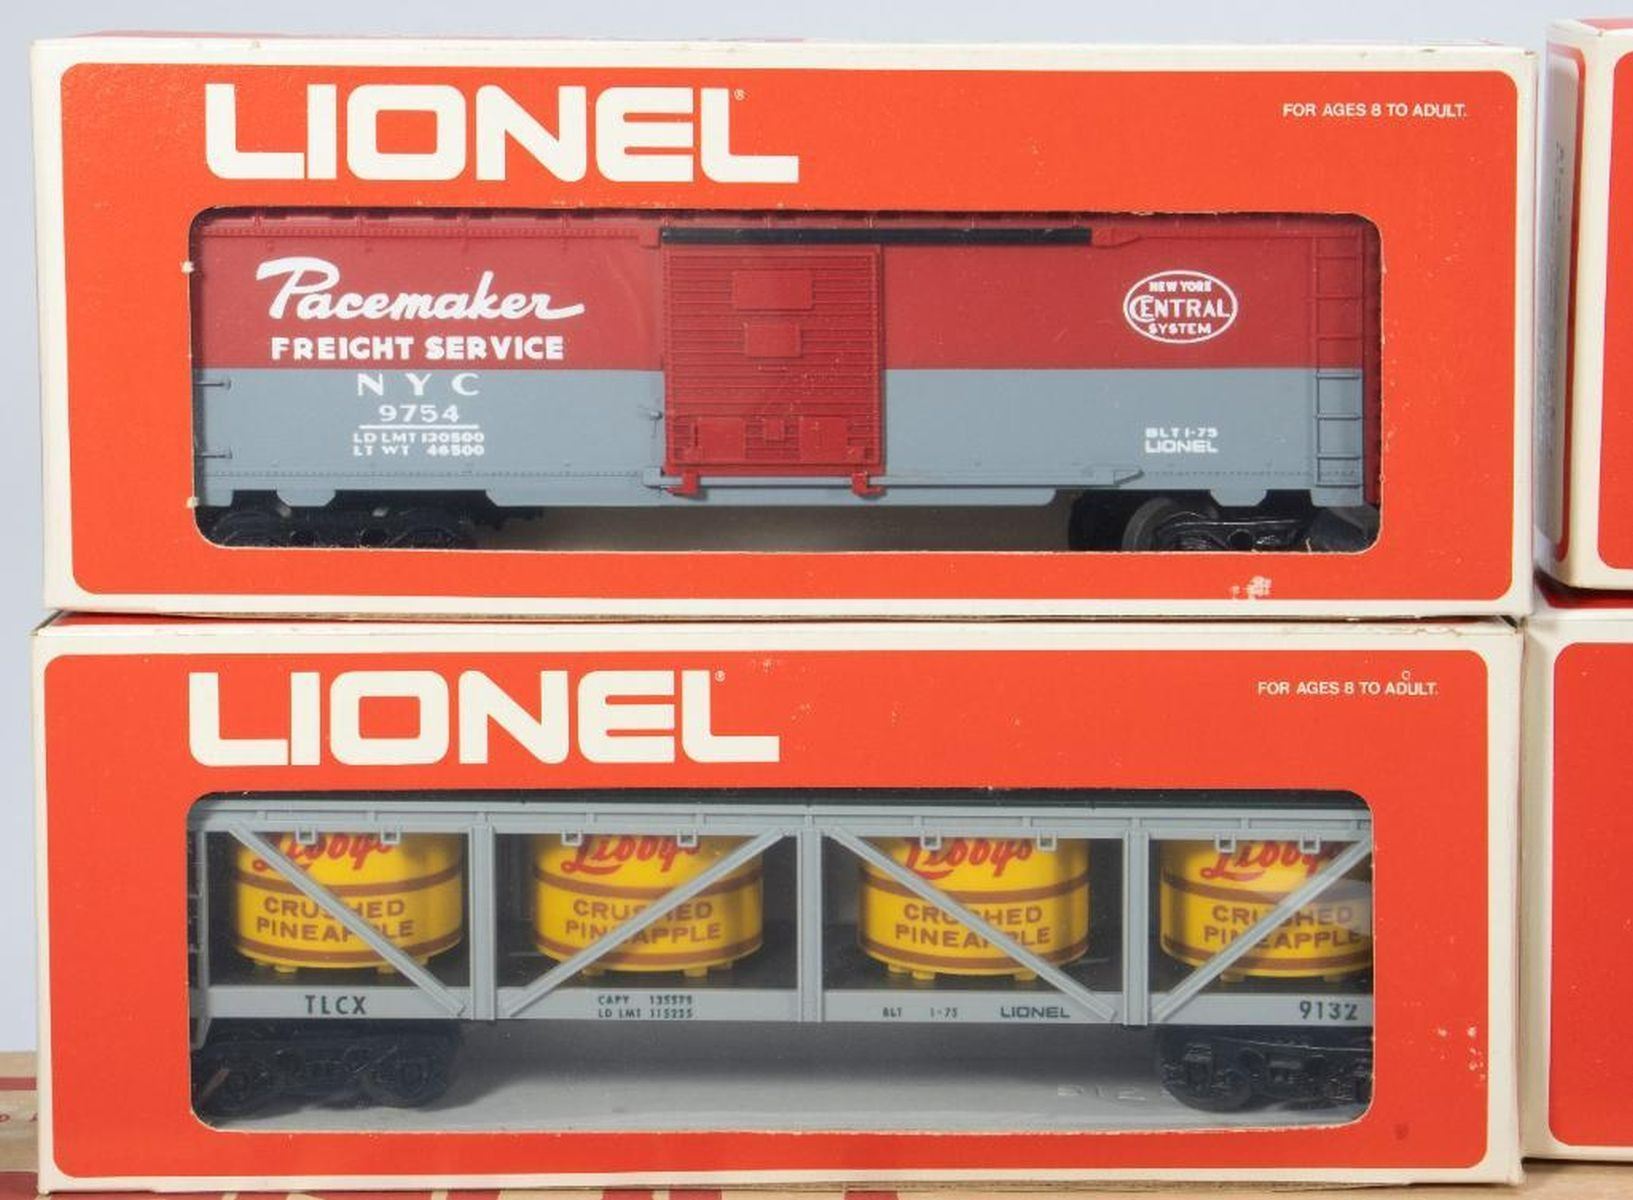 LIONEL®
FOR AGES 8 TO ADULT.
Pacemaker
FREIGHT SERVICE
NYC
9754
LD LMT 120500
LT WT 46500
NEW YORK
CENTRAL
SYSTEM
BLT 1-75
LIONEL
LIONEL®
FOR AGES 8 TO ADULT.
Libby's Libby's Libby's Libby's
CRUSHED CRUSHED CRUSHED CRUSHED
PINEAPPLE PINEAPPLE PINEAPPLE PINEAPPLE
TLCX
CAPY 135575
LD LMT 115225
BLT 1-75 LIONEL
9132